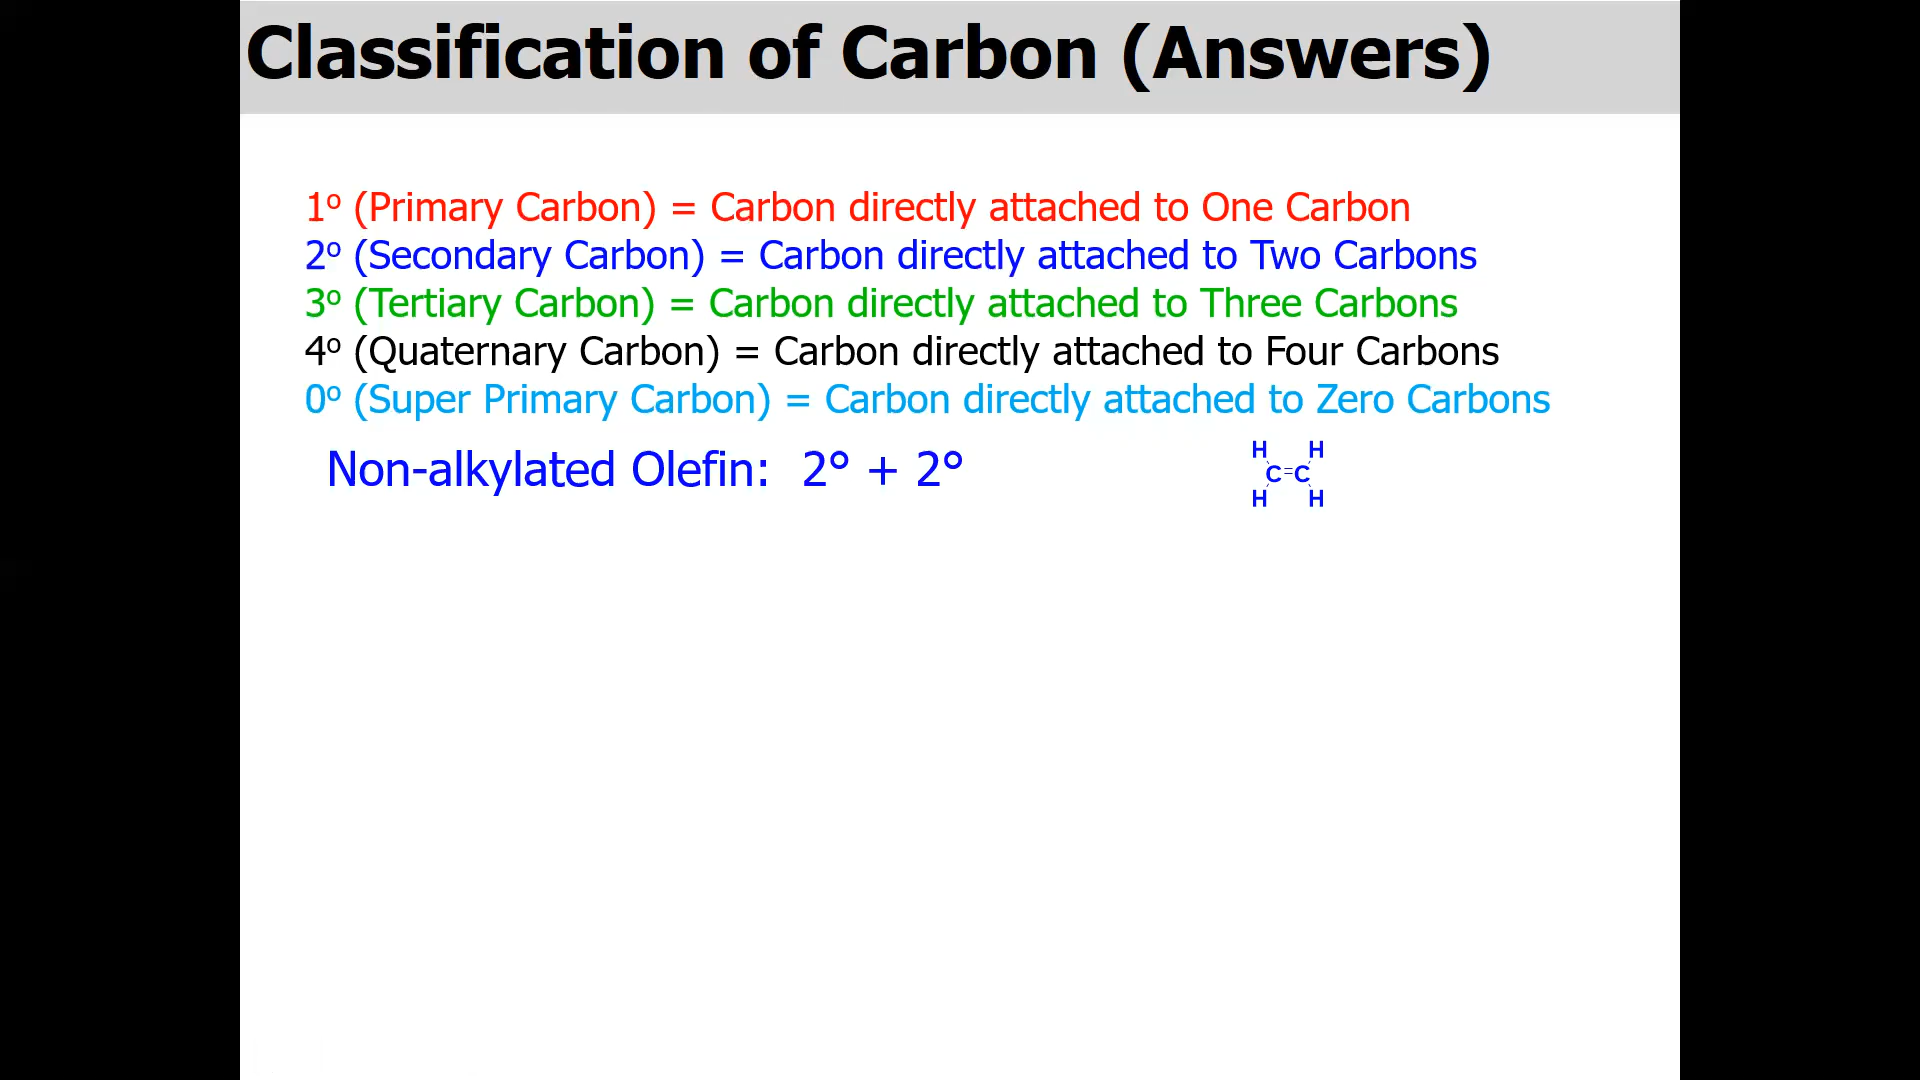 Classification of Carbon (Answers)
1º (Primary Carbon) = Carbon directly attached to One Carbon
2º (Secondary Carbon) = Carbon directly attached to Two Carbons
3º (Tertiary Carbon) = Carbon directly attached to Three Carbons
4º (Quaternary Carbon) = Carbon directly attached to Four Carbons
0º (Super Primary Carbon) = Carbon directly attached to Zero Carbons
Non-alkylated Olefin: 2° + 2°
H H
C=C
H H